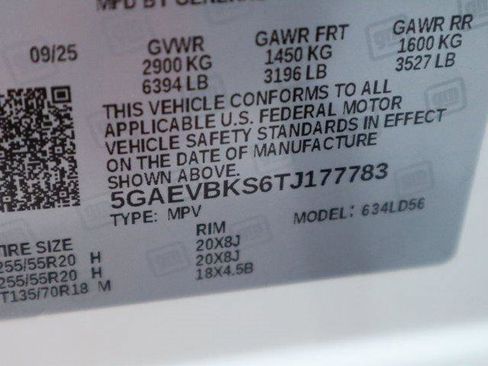 MFD BY GENERAL
09/25
GVWR GAWR FRT GAWR RR
2900 KG 1450 KG 1600 KG
6394 LB 3196 LB 3527 LB
THIS VEHICLE CONFORMS TO ALL
APPLICABLE U.S. FEDERAL MOTOR
VEHICLE SAFETY STANDARDS IN EFFECT
ON THE DATE OF MANUFACTURE
SHOWN ABOVE.
5GAEVBKS6TJ177783
TYPE: MPV MODEL: 634LD56
TIRE SIZE RIM
255/55R20 H 20X8J
255/55R20 H 20X8J
T135/70R18 M 18X4.5B